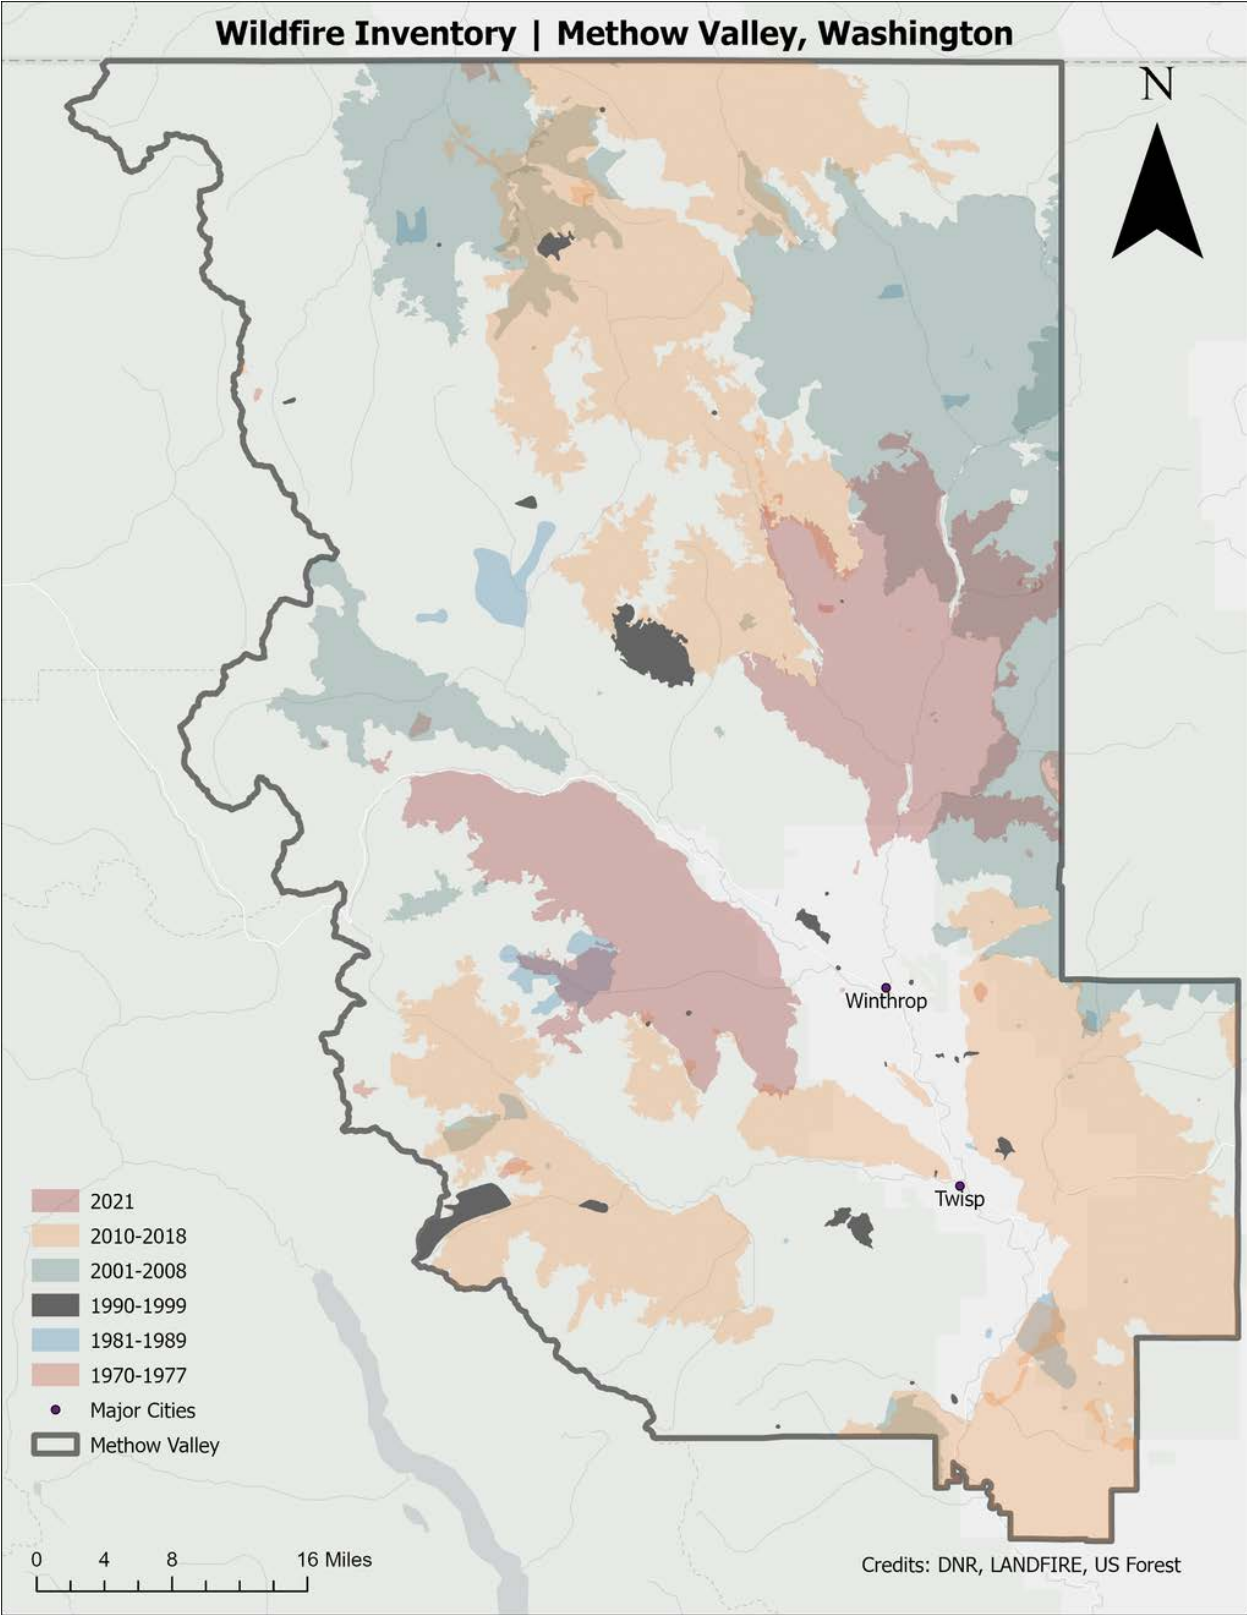 Wildfire Inventory | Methow Valley, Washington
N
Winthrop
Twisp
2021
2010-2018
2001-2008
1990-1999
1981-1989
1970-1977
Major Cities
Methow Valley
0 4 8 16 Miles
Credits: DNR, LANDFIRE, US Forest